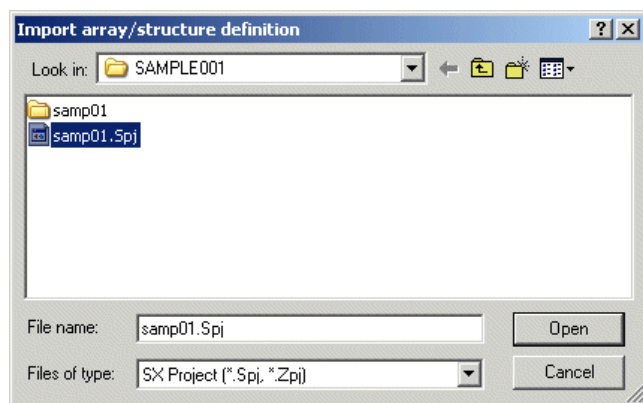 Import array/structure definition
Look in: SAMPLE001
samp01
samp01.Spj
File name: samp01.Spj Open
Files of type: SX Project (*.Spj, *.Zpj) Cancel